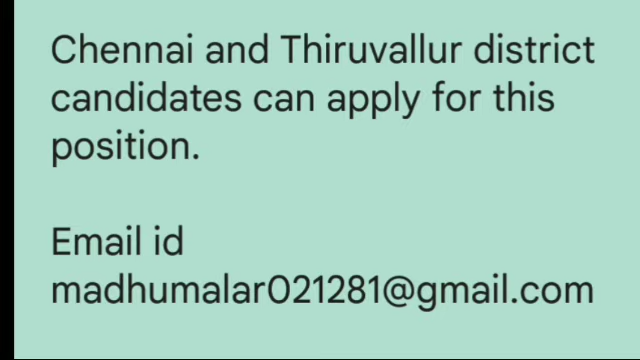 Chennai and Thiruvallur district
candidates can apply for this
position.
Email id
madhumalar021281@gmail.com